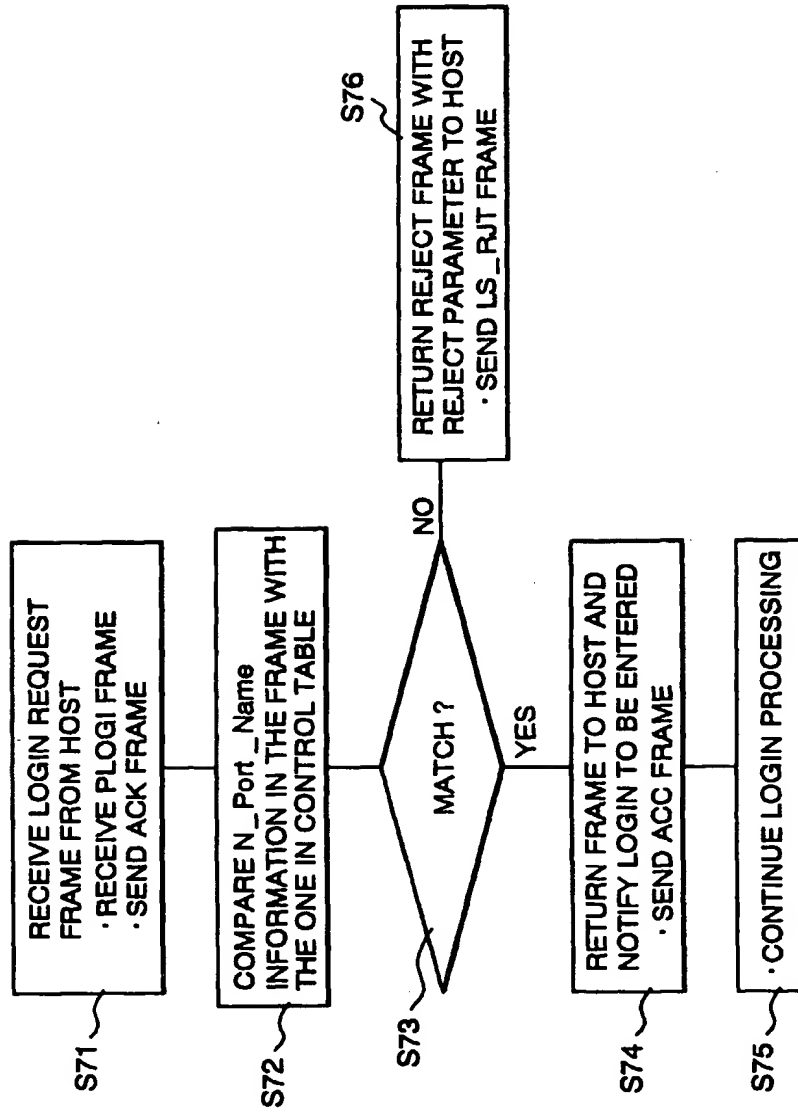 S71
RECEIVE LOGIN REQUEST
FRAME FROM HOST
· RECEIVE PLOGI FRAME
· SEND ACK FRAME
S72
COMPARE N_Port_Name
INFORMATION IN THE FRAME WITH
THE ONE IN CONTROL TABLE
S73
MATCH ?
NO
S76
RETURN REJECT FRAME WITH
REJECT PARAMETER TO HOST
· SEND LS_RJT FRAME
YES
S74
RETURN FRAME TO HOST AND
NOTIFY LOGIN TO BE ENTERED
· SEND ACC FRAME
S75
· CONTINUE LOGIN PROCESSING